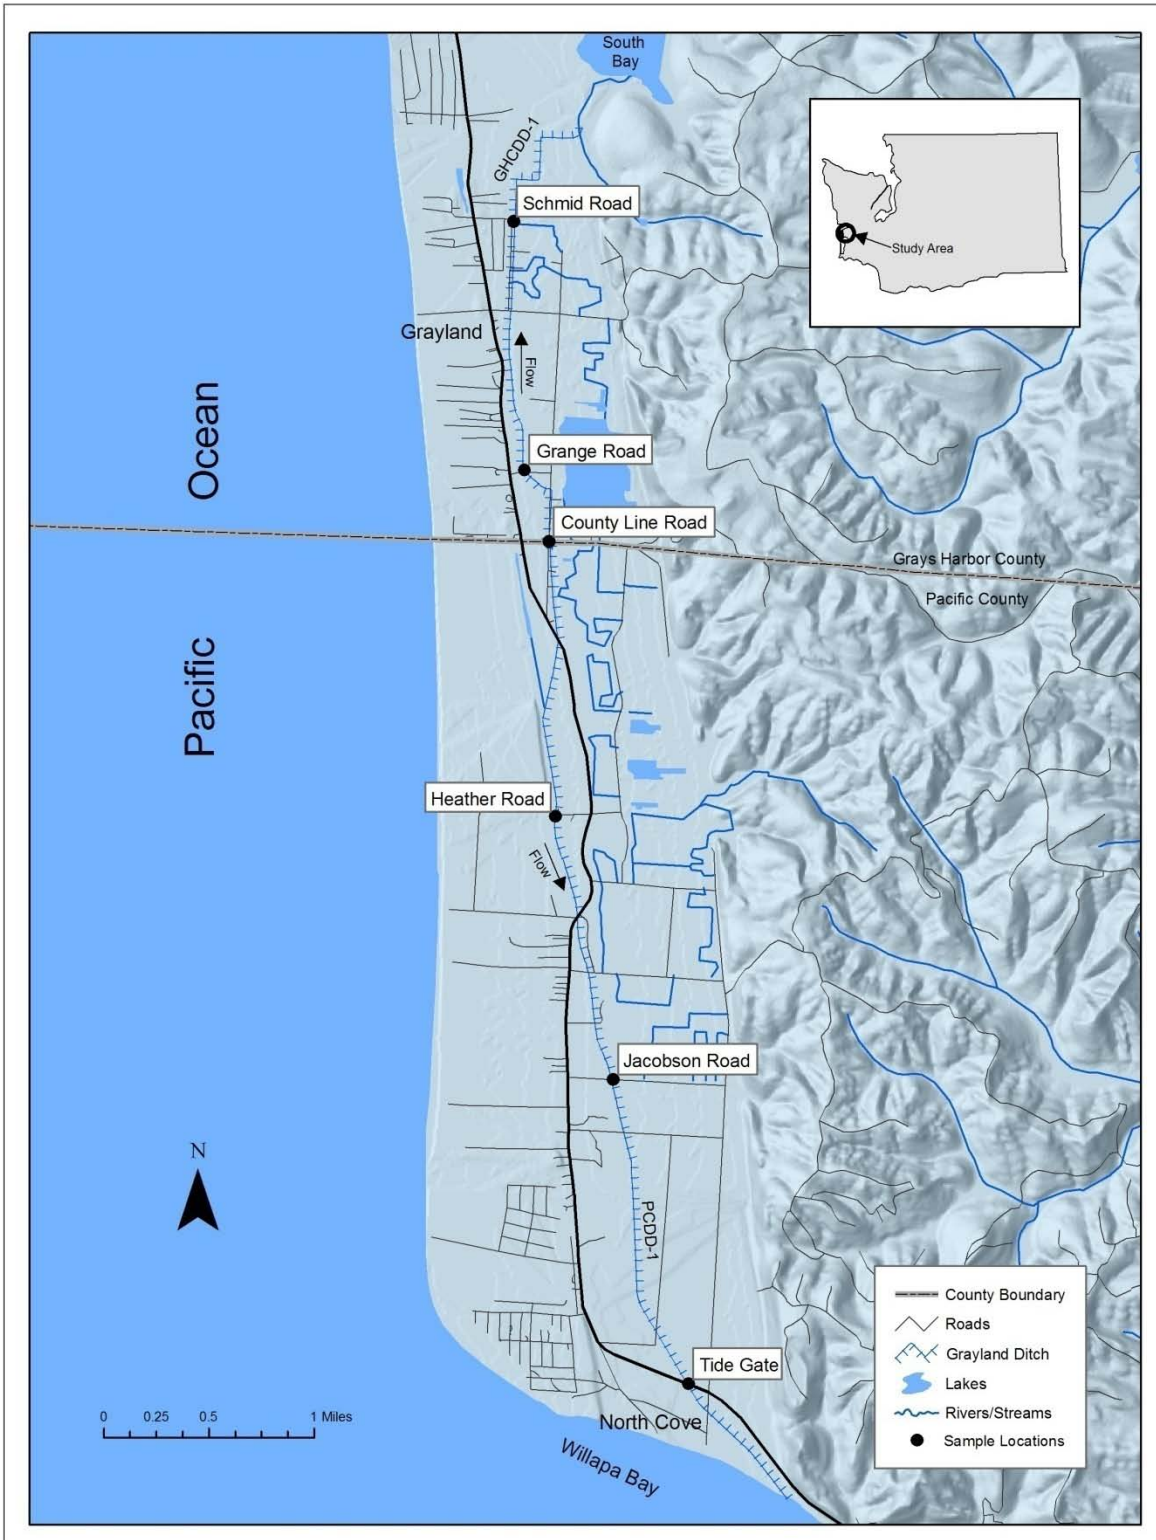 South
Bay
GHCDD-1
Schmid Road
Study Area
Grayland
Flow
Ocean
Grange Road
County Line Road
Grays Harbor County
Pacific County
Pacific
Heather Road
Flow
Jacobson Road
N
PCDD-1
Tide Gate
North Cove
Willapa Bay
0 0.25 0.5 1 Miles
County Boundary
Roads
Grayland Ditch
Lakes
Rivers/Streams
Sample Locations